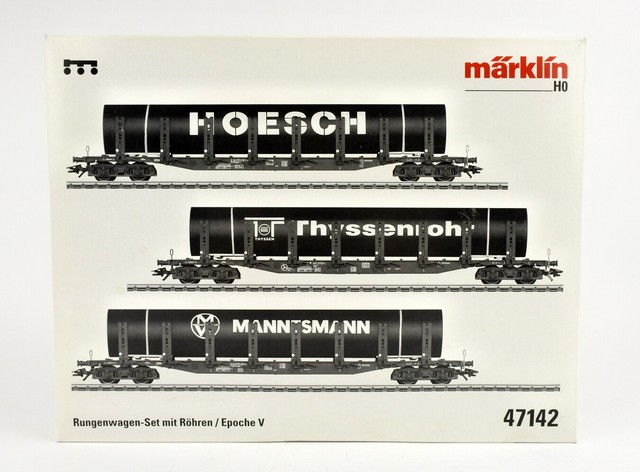 märklin
H0
HOESCH
THYSSEN
Thyssenrohr
MANNESMANN
Rungenwagen-Set mit Röhren / Epoche V
47142